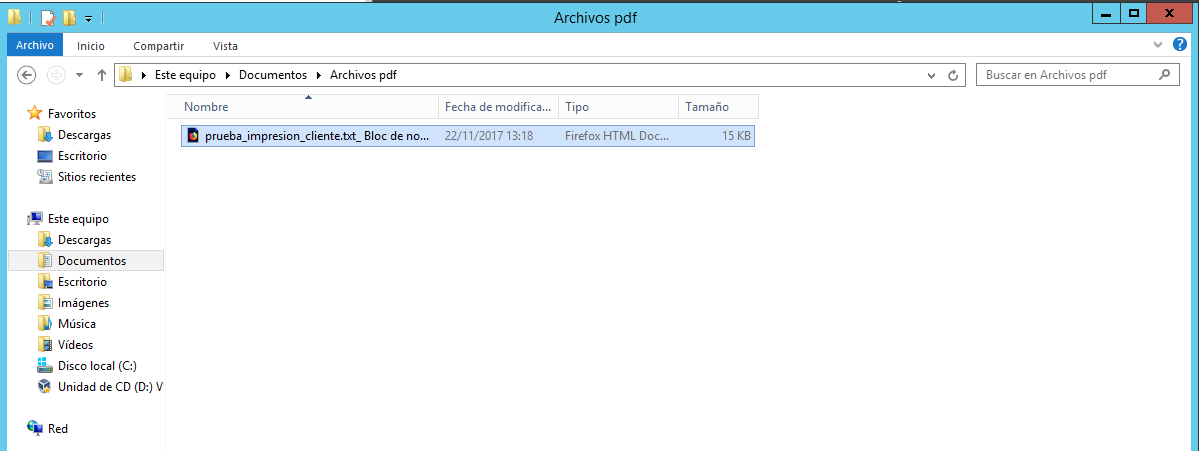 Archivos pdf
Archivo Inicio Compartir Vista
Este equipo Documentos Archivos pdf Buscar en Archivos pdf
Nombre Fecha de modifica... Tipo Tamaño
prueba_impresion_cliente.txt_ Bloc de no... 22/11/2017 13:18 Firefox HTML Doc... 15 KB
Favoritos
Descargas
Escritorio
Sitios recientes
Este equipo
Descargas
Documentos
Escritorio
Imágenes
Música
Vídeos
Disco local (C:)
Unidad de CD (D:) V
Red